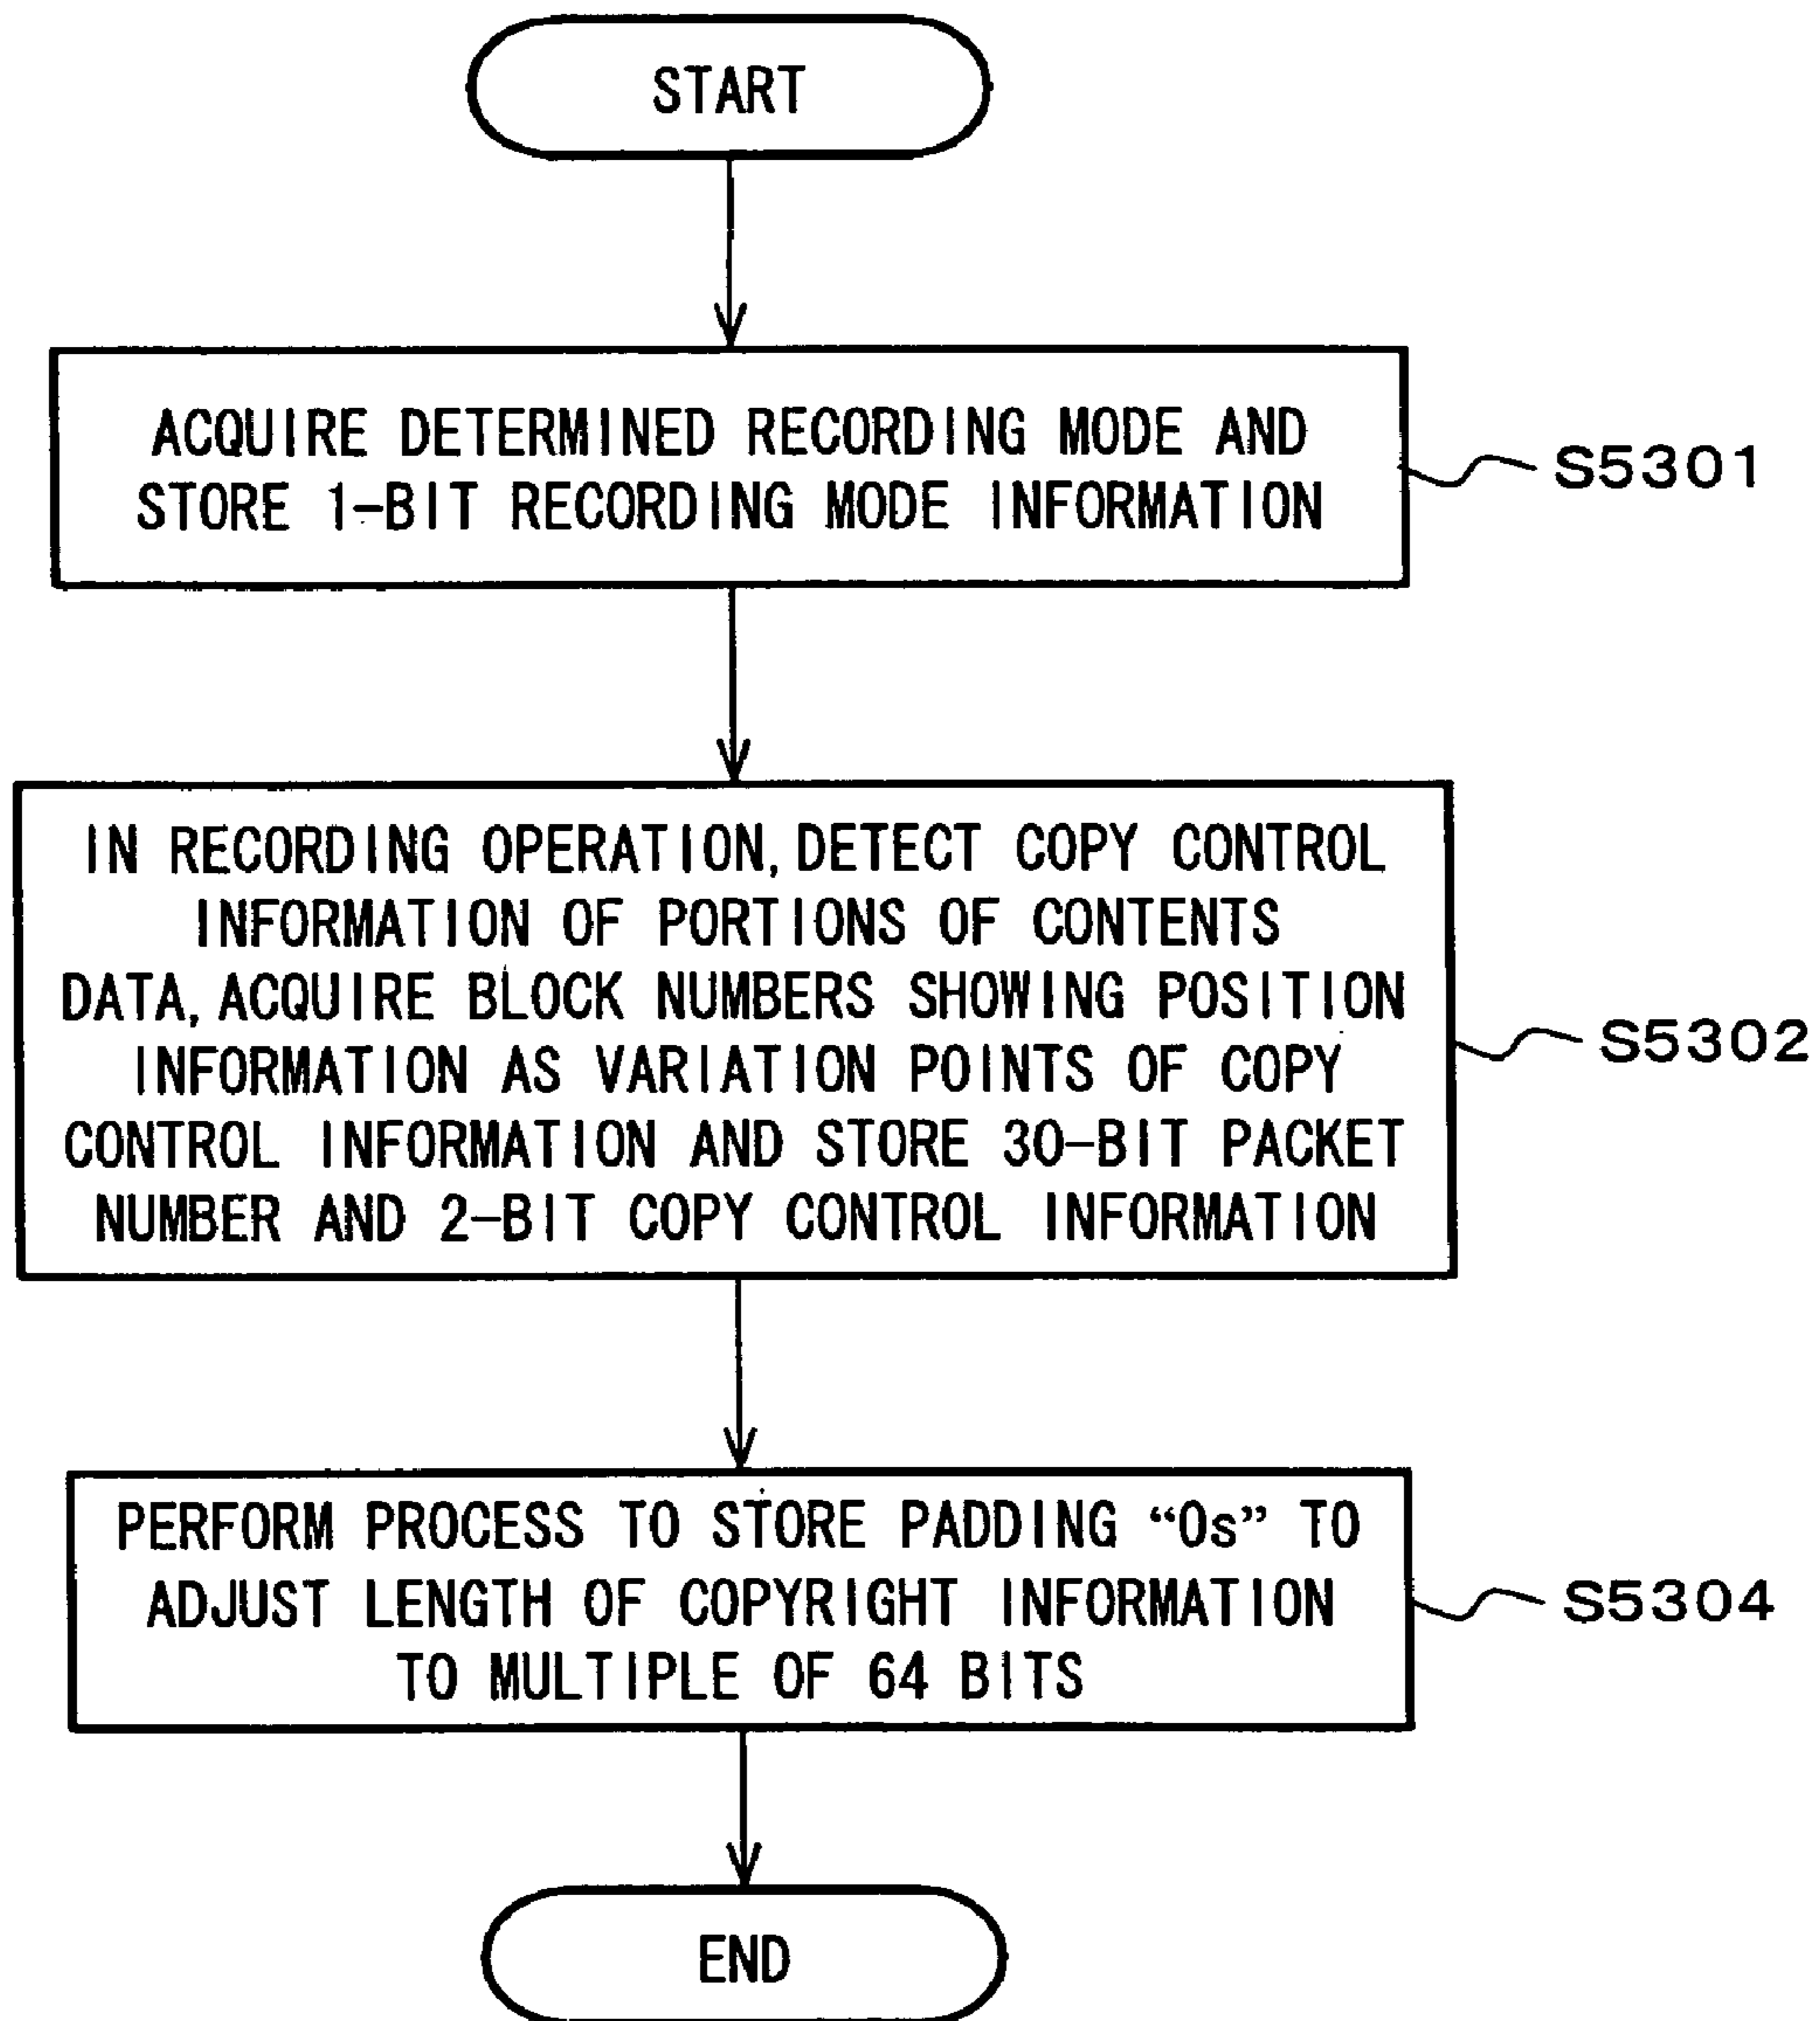 START
ACQUIRE DETERMINED RECORDING MODE AND
STORE 1-BIT RECORDING MODE INFORMATION
S5301
IN RECORDING OPERATION, DETECT COPY CONTROL
INFORMATION OF PORTIONS OF CONTENTS
DATA, ACQUIRE BLOCK NUMBERS SHOWING POSITION
INFORMATION AS VARIATION POINTS OF COPY
CONTROL INFORMATION AND STORE 30-BIT PACKET
NUMBER AND 2-BIT COPY CONTROL INFORMATION
S5302
PERFORM PROCESS TO STORE PADDING “0s” TO
ADJUST LENGTH OF COPYRIGHT INFORMATION
TO MULTIPLE OF 64 BITS
S5304
END